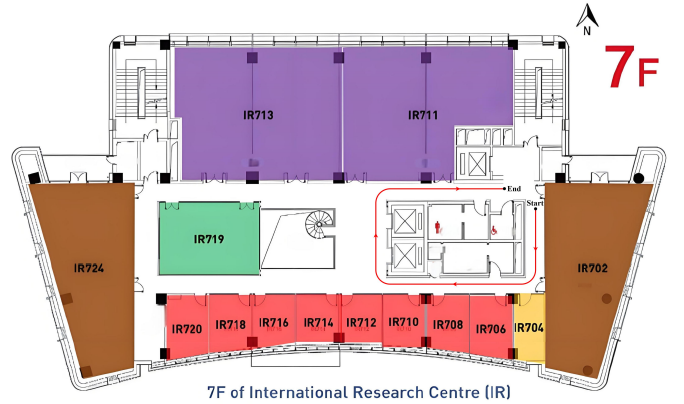 N
7F
IR713
IR711
End
Start
IR719
IR724
IR702
IR720
IR718
IR716
IR714
IR712
IR710
IR708
IR706
IR704
7F of International Research Centre (IR)